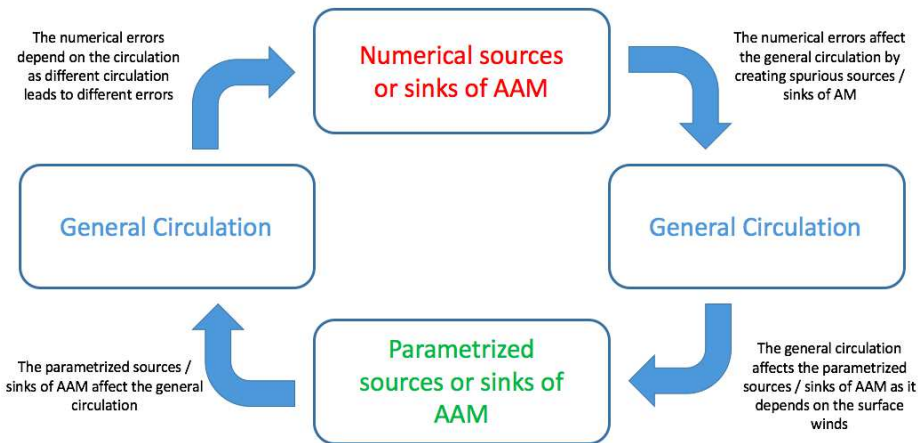 The numerical errors
depend on the circulation
as different circulation
leads to different errors
Numerical sources
or sinks of AAM
The numerical errors affect
the general circulation by
creating spurious sources /
sinks of AM
General Circulation
General Circulation
The parametrized sources /
sinks of AAM affect the general
circulation
Parametrized
sources or sinks of
AAM
The general circulation
affects the parametrized
sources / sinks of AAM as it
depends on the surface
winds